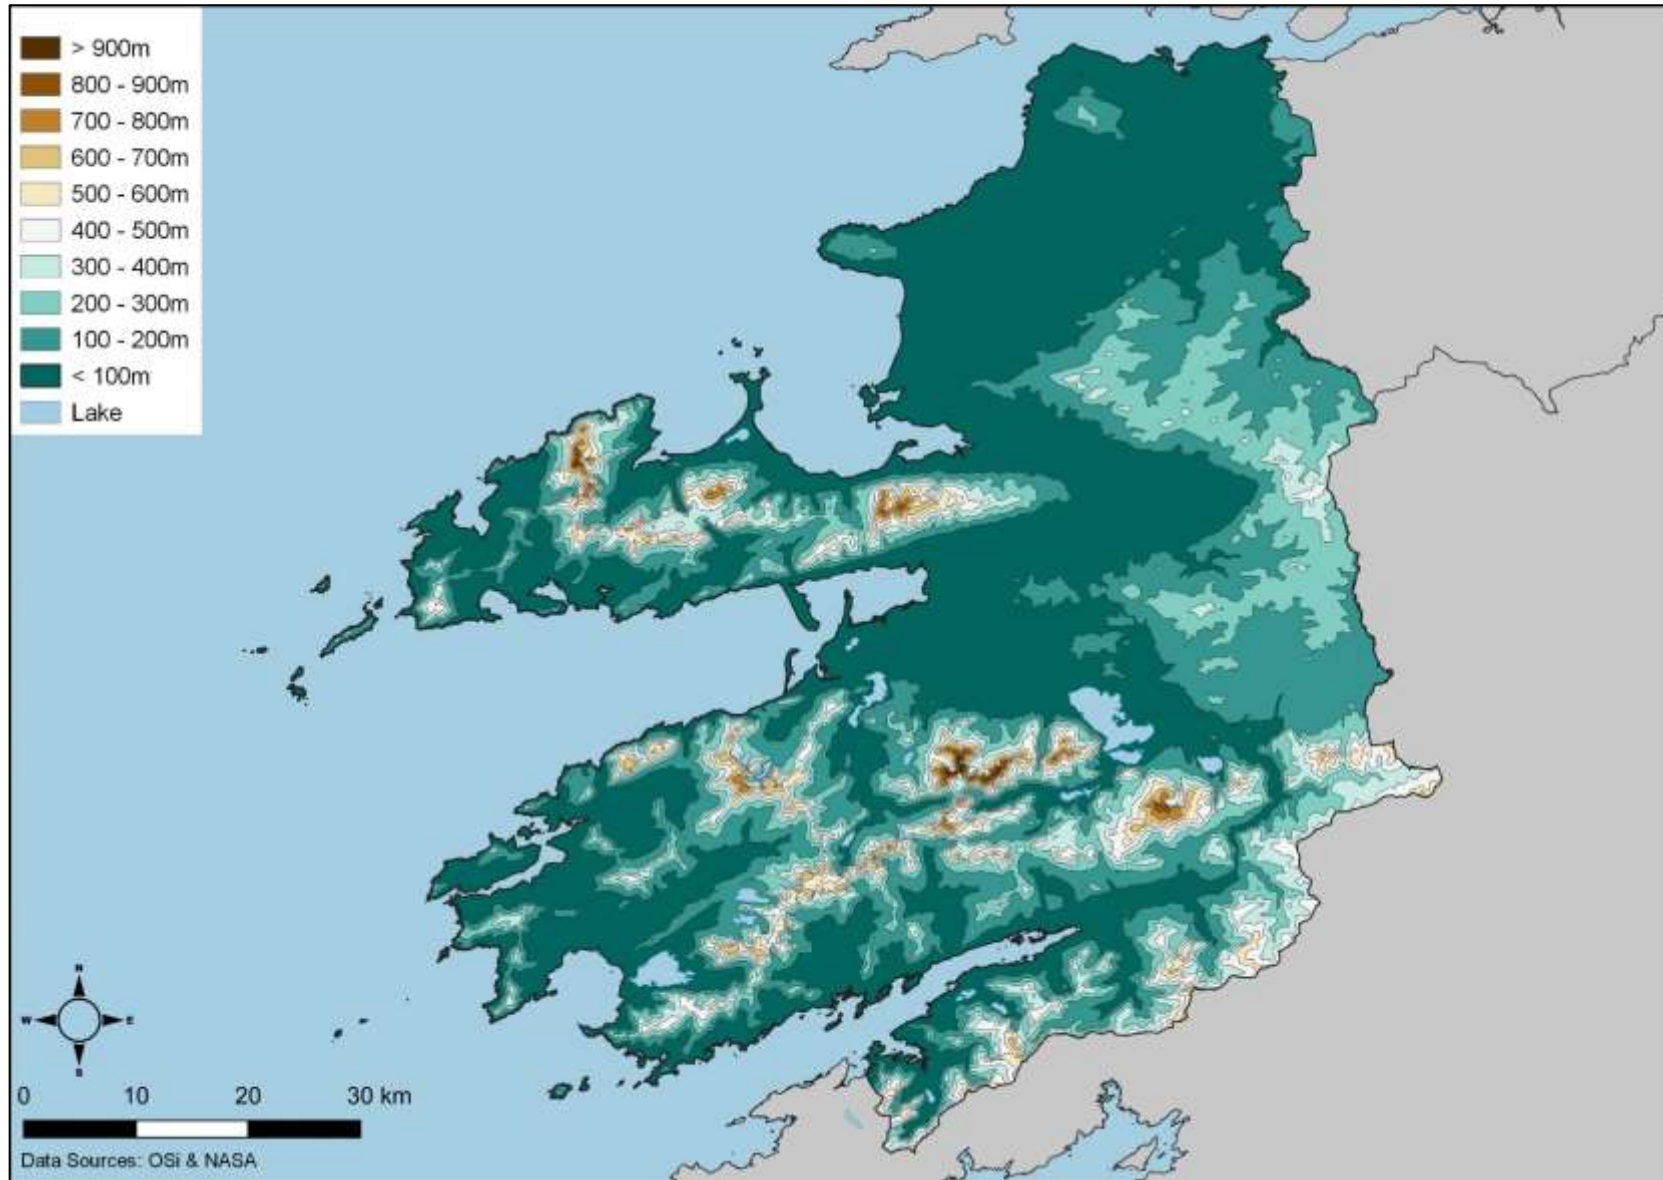 > 900m
800 - 900m
700 - 800m
600 - 700m
500 - 600m
400 - 500m
300 - 400m
200 - 300m
100 - 200m
< 100m
Lake
N
W E
S
0 10 20 30 km
Data Sources: OSi & NASA